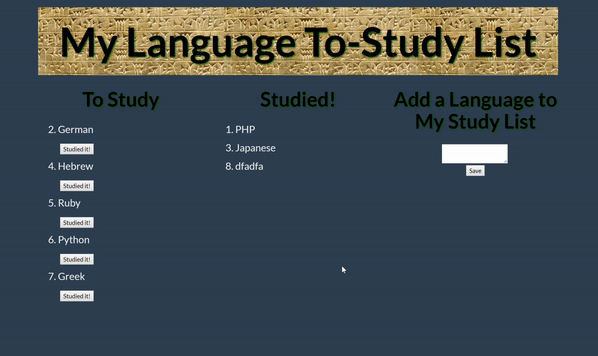 My Language To-Study List
To Study
2. German
Studied it!
4. Hebrew
Studied it!
5. Ruby
Studied it!
6. Python
Studied it!
7. Greek
Studied it!
Studied!
1. PHP
3. Japanese
8. dfadfa
Add a Language to
My Study List
Save